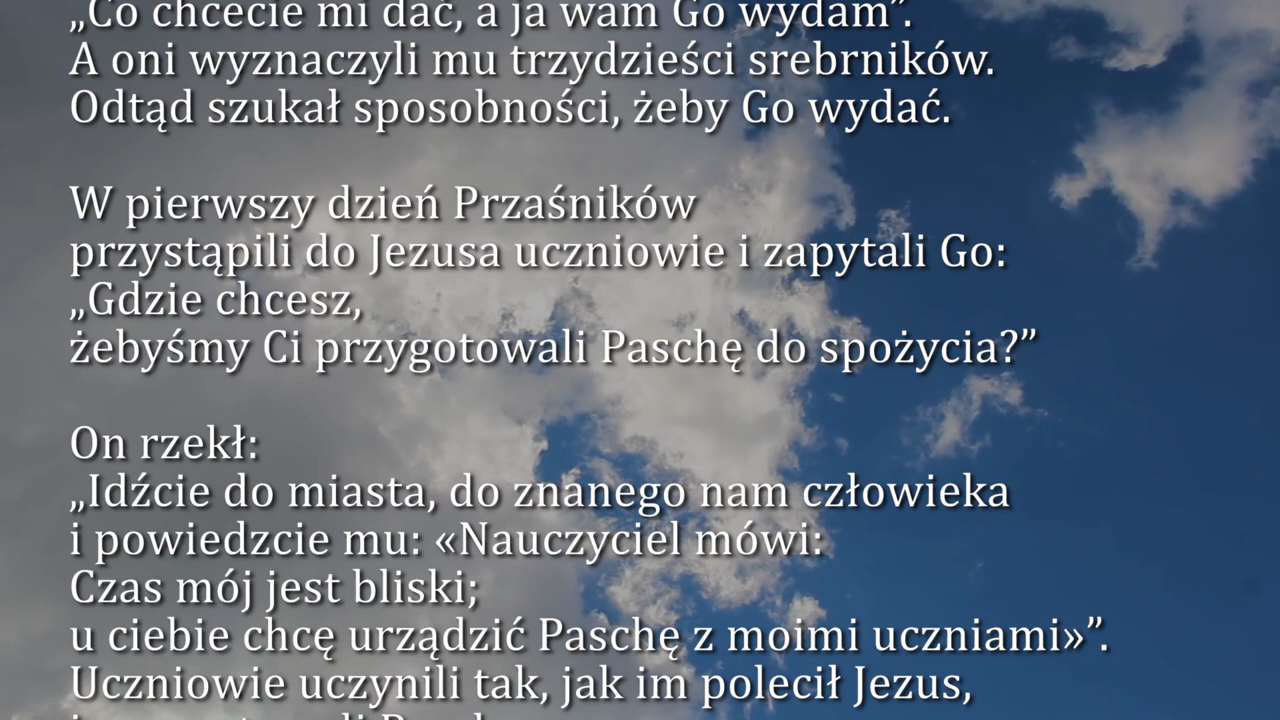 „Co chcecie mi dać, a ja wam Go wydam”.
A oni wyznaczyli mu trzydzieści srebrników.
Odtąd szukał sposobności, żeby Go wydać.
W pierwszy dzień Przaśników
przystąpili do Jezusa uczniowie i zapytali Go:
„Gdzie chcesz,
żebyśmy Ci przygotowali Paschę do spożycia?”
On rzekł:
„Idźcie do miasta, do znanego nam człowieka
i powiedzcie mu: «Nauczyciel mówi:
Czas mój jest bliski;
u ciebie chcę urządzić Paschę z moimi uczniami»”.
Uczniowie uczynili tak, jak im polecił Jezus,